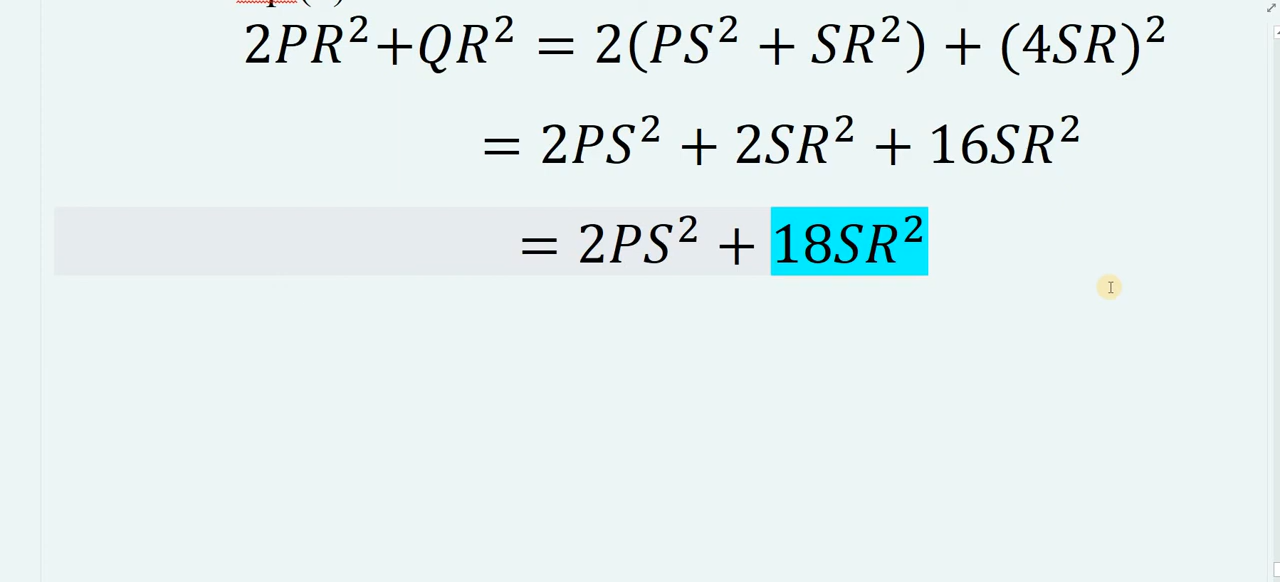 2PR²+QR² = 2(PS² + SR²) + (4SR)²
= 2PS² + 2SR² + 16SR²
= 2PS² + 18SR²